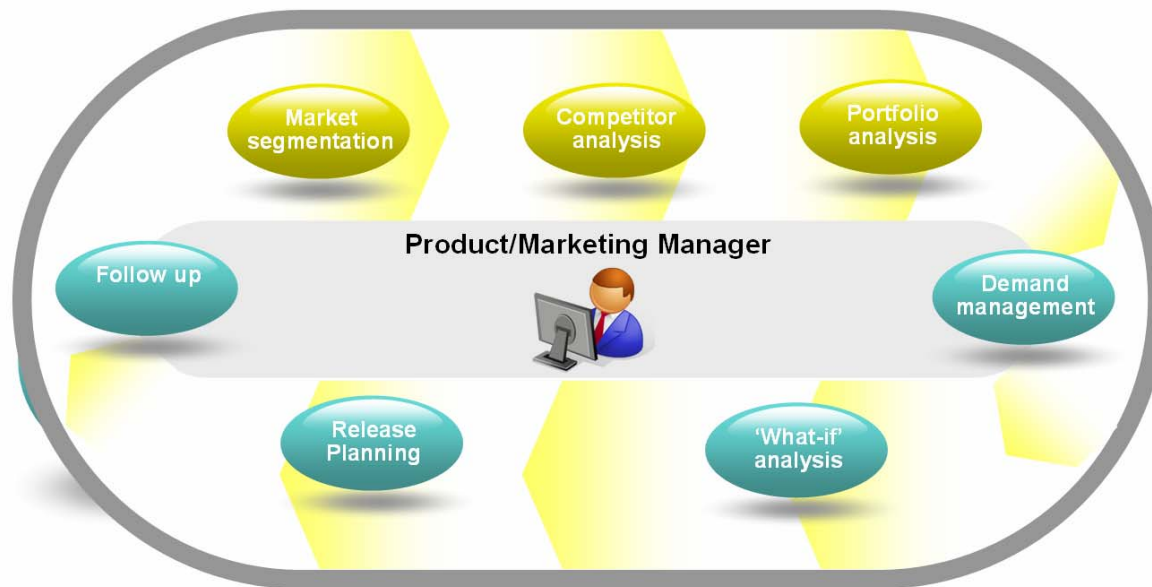 Market
segmentation
Competitor
analysis
Portfolio
analysis
Product/Marketing Manager
Follow up
Demand
management
Release
Planning
‘What-if’
analysis